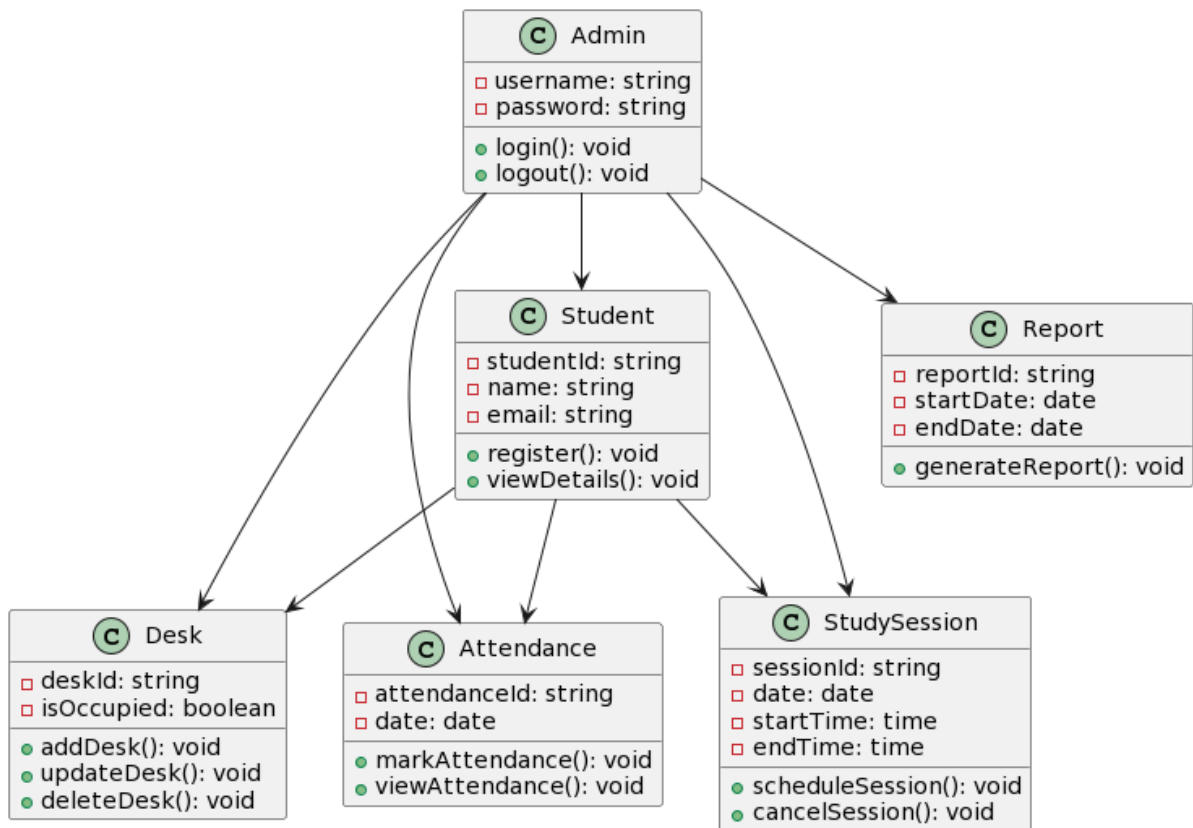 C Admin
username: string
password: string
login(): void
logout(): void
C Student
studentId: string
name: string
email: string
register(): void
viewDetails(): void
C Report
reportId: string
startDate: date
endDate: date
generateReport(): void
C Desk
deskId: string
isOccupied: boolean
addDesk(): void
updateDesk(): void
deleteDesk(): void
C Attendance
attendanceId: string
date: date
markAttendance(): void
viewAttendance(): void
C StudySession
sessionId: string
date: date
startTime: time
endTime: time
scheduleSession(): void
cancelSession(): void